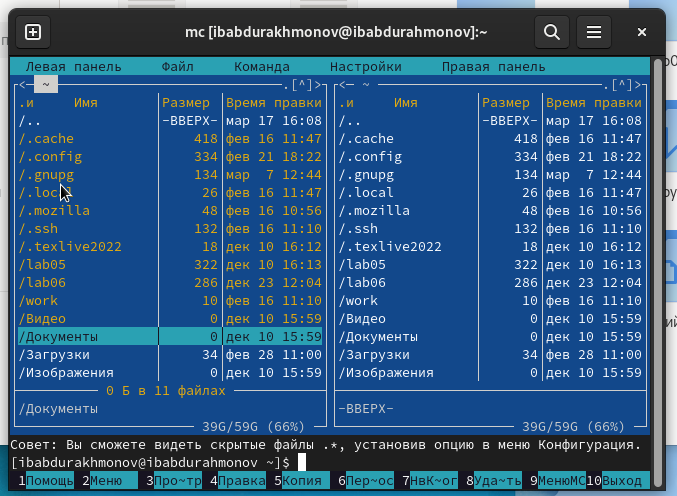 mc [ibabdurakhmonov@ibabdurahmonov]:~
Левая панель Файл Команда Настройки Правая панель
<─ ~ .[^]> <─ ~ .[^]>
.и Имя Размер Время правки .и Имя Размер Время правки
/.. -ВВЕРХ- мар 17 16:08 /.. -ВВЕРХ- мар 17 16:08
/.cache 418 фев 16 11:47 /.cache 418 фев 16 11:47
/.config 334 фев 21 18:22 /.config 334 фев 21 18:22
/.gnupg 134 мар 7 12:44 /.gnupg 134 мар 7 12:44
/.local 26 фев 16 11:47 /.local 26 фев 16 11:47
/.mozilla 48 фев 16 10:56 /.mozilla 48 фев 16 10:56
/.ssh 132 фев 16 11:10 /.ssh 132 фев 16 11:10
/.texlive2022 18 дек 10 16:12 /.texlive2022 18 дек 10 16:12
/lab05 322 дек 10 16:13 /lab05 322 дек 10 16:13
/lab06 286 дек 23 12:04 /lab06 286 дек 23 12:04
/work 10 фев 16 11:10 /work 10 фев 16 11:10
/Видео 0 дек 10 15:59 /Видео 0 дек 10 15:59
/Документы 0 дек 10 15:59 /Документы 0 дек 10 15:59
/Загрузки 34 фев 28 11:00 /Загрузки 34 фев 28 11:00
/Изображения 0 дек 10 15:59 /Изображения 0 дек 10 15:59
0 Б в 11 файлах
/Документы -ВВЕРХ-
39G/59G (66%) 39G/59G (66%)
Совет: Вы сможете видеть скрытые файлы .*, установив опцию в меню Конфигурация.
[ibabdurakhmonov@ibabdurahmonov ~]$
1Помощь 2Меню 3Про~тр 4Правка 5Копия 6Пер~ос 7НвК~ог 8Уда~ть 9МенюМС 10Выход